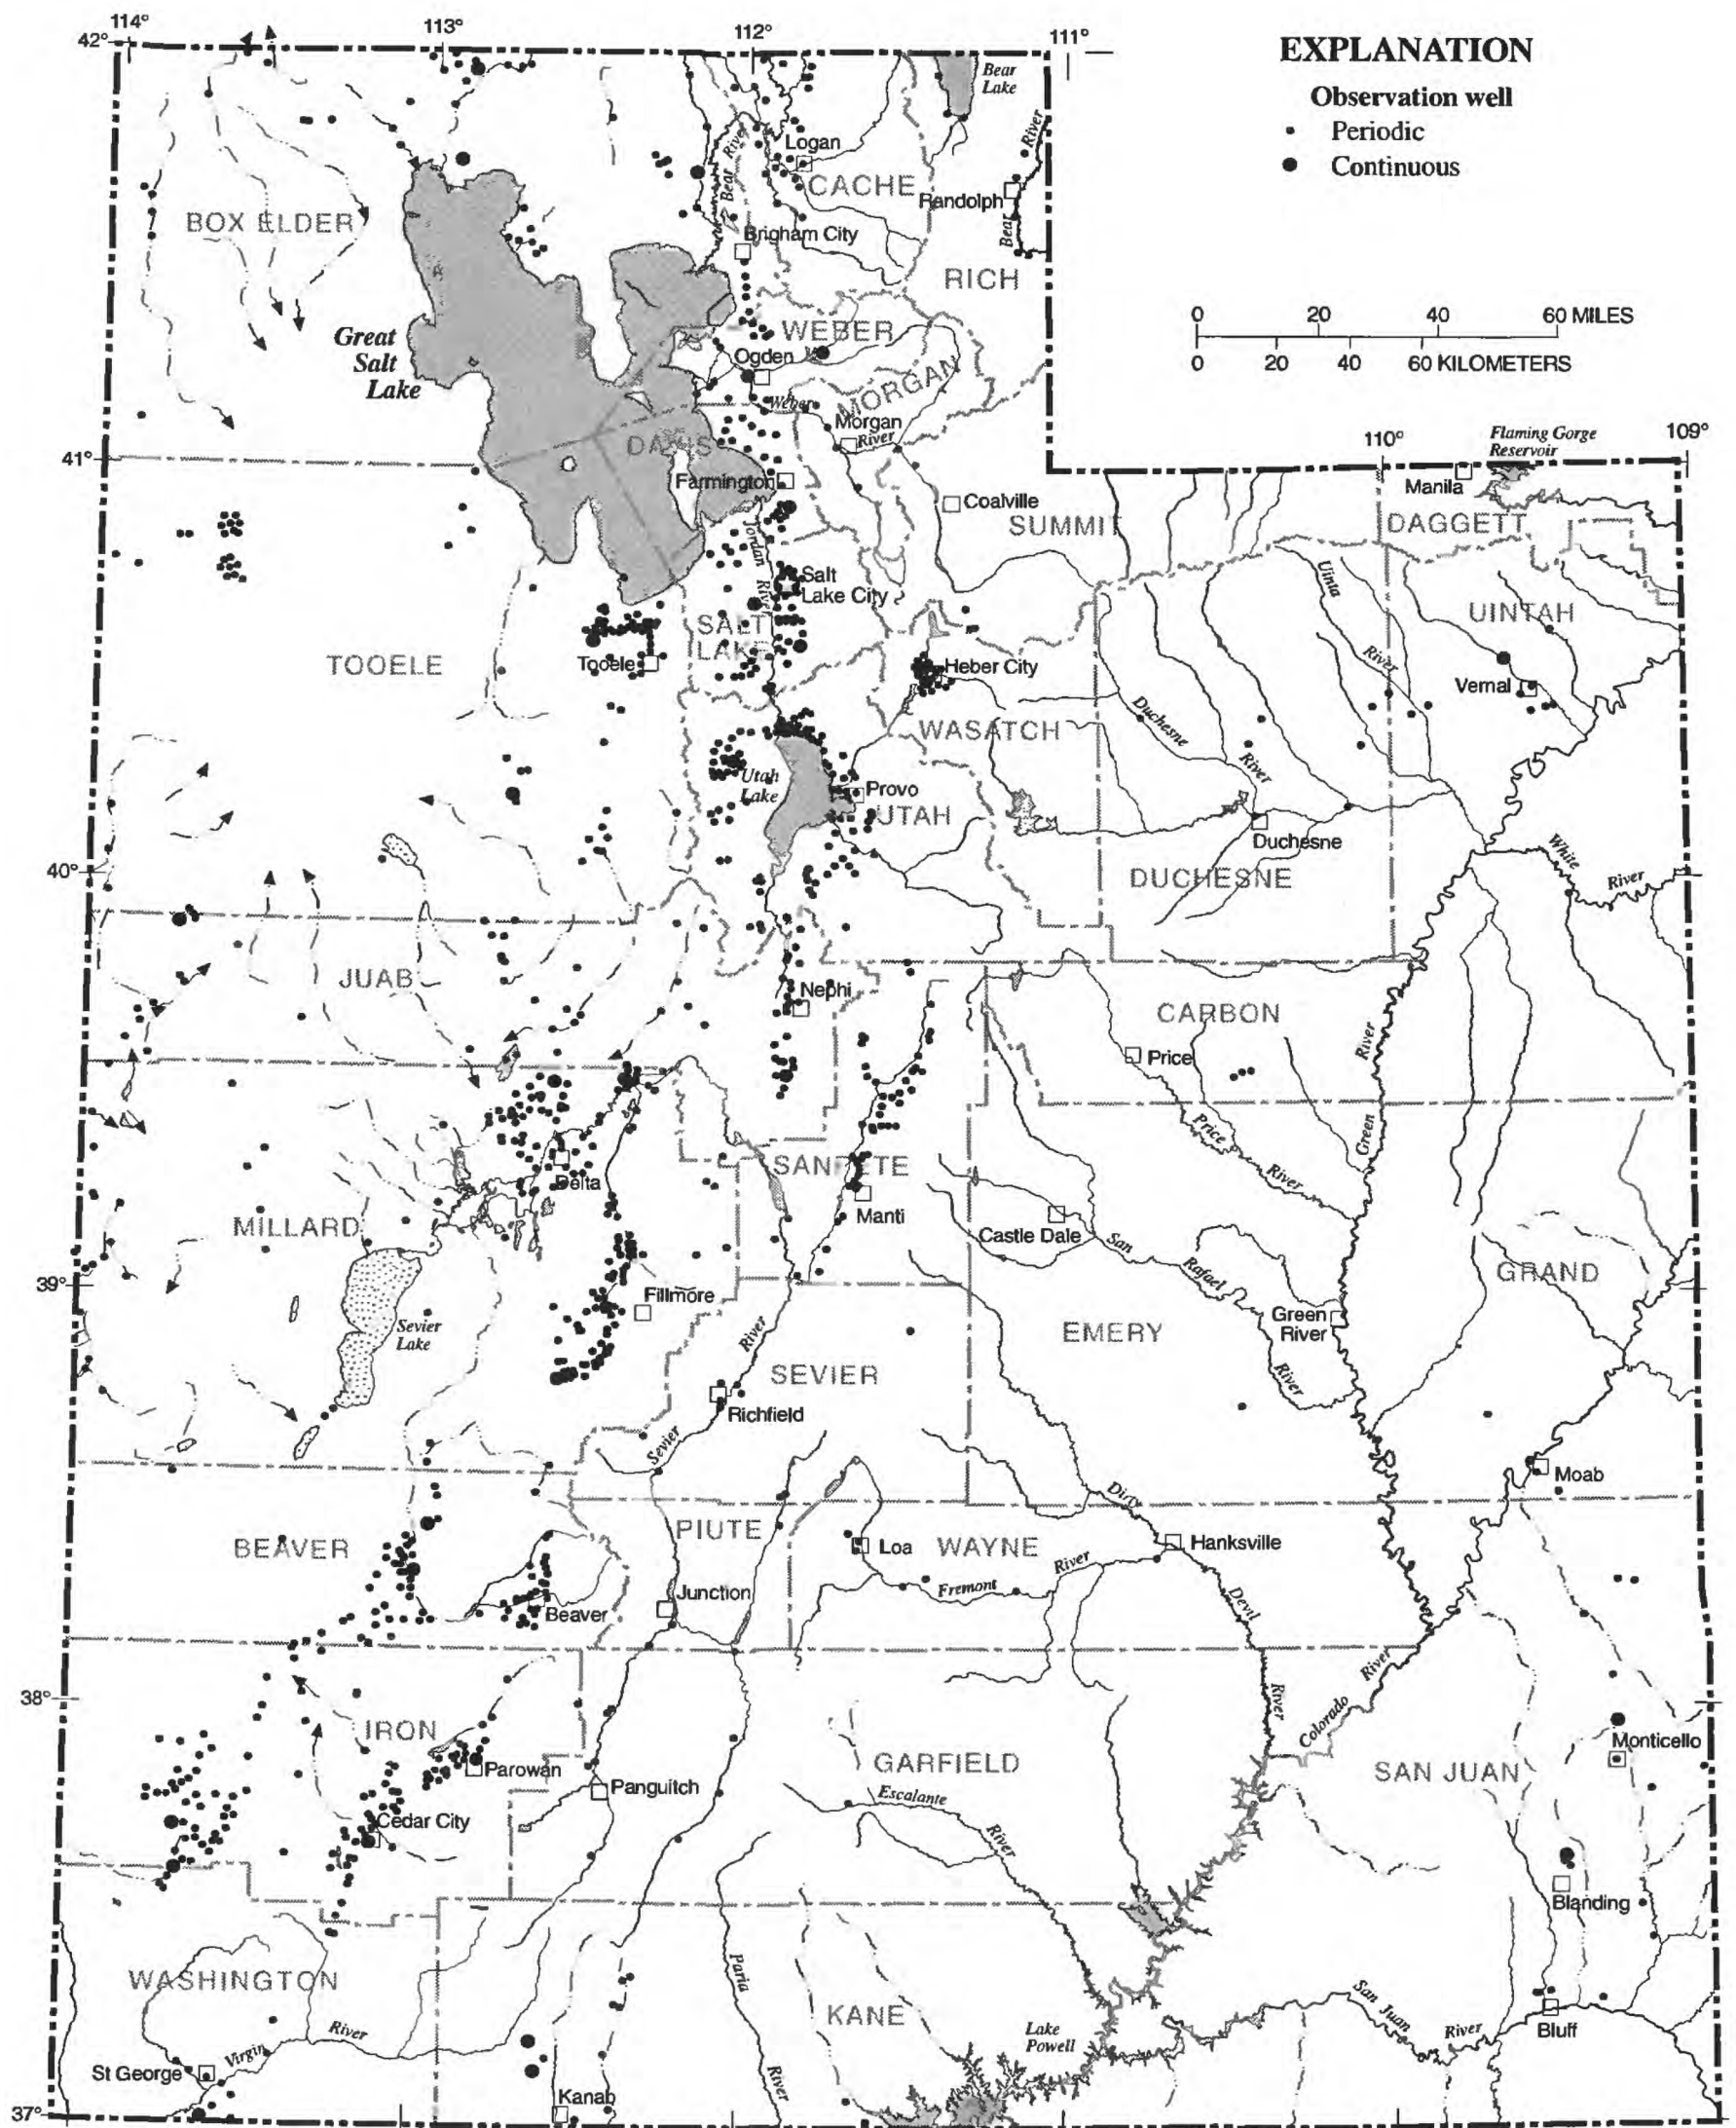 114°
113°
112°
111°
42°
EXPLANATION
Observation well
Periodic
Continuous
Bear
Lake
River
Bear
Logan
CACHE
Bear River
Randolph
BOX ELDER
Brigham City
RICH
0 20 40 60 MILES
0 20 40 60 KILOMETERS
Great
Salt
Lake
WEBER
Ogden
MORGAN
Weber
Morgan
River
DAVIS
41°
110°
Flaming Gorge
Reservoir
109°
Farmington
Manila
Coalville
SUMMIT
DAGGETT
Jordan
River
Salt
Lake City
Uinta
River
UINTAH
SALT
LAKE
TOOELE
Tooele
Heber City
Vernal
WASATCH
Duchesne
River
Utah
Lake
Provo
UTAH
Duchesne
White
River
40°
DUCHESNE
JUAB
Nephi
CARBON
Green
River
Price
Price
River
Green
SANPETE
Delta
Manti
MILLARD
Castle Dale
San
Rafael
River
GRAND
39°
Fillmore
Sevier
Lake
Green
River
River
EMERY
SEVIER
Richfield
Sevier
Moab
Dirty
PIUTE
BEAVER
Loa
WAYNE
Hanksville
River
Fremont
Devil
Junction
Beaver
River
38°
River
Colorado
IRON
Monticello
GARFIELD
Parowan
SAN JUAN
Panguitch
Escalante
River
Cedar City
Blanding
WASHINGTON
Paria
River
KANE
San Juan
River
Lake
Powell
Bluff
River
Virgin
St George
Kanab
37°